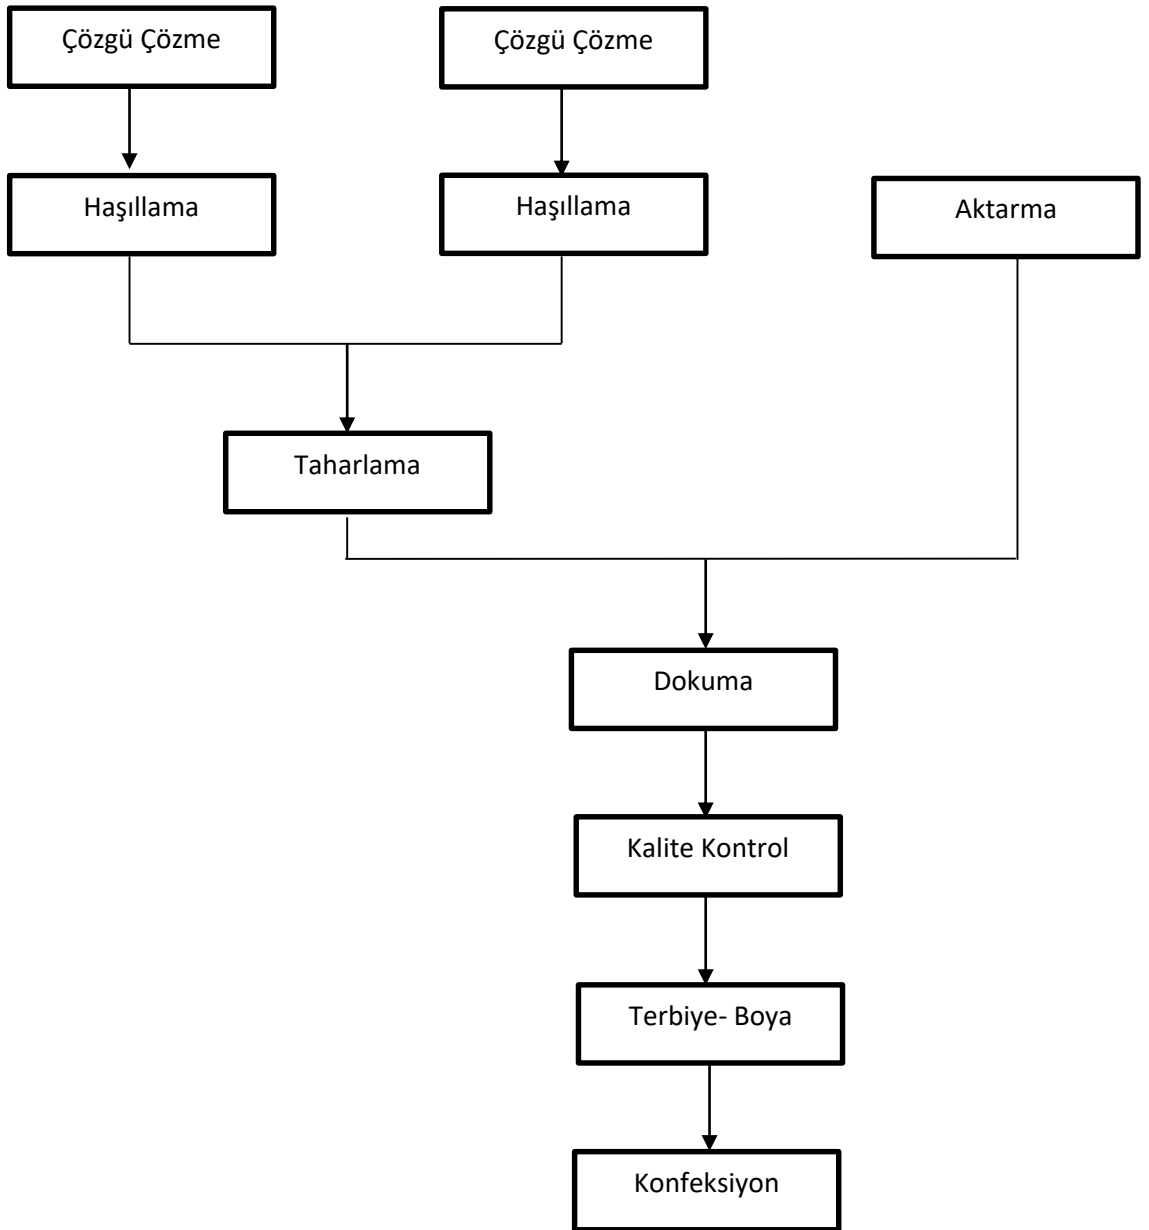 Çözgü Çözme
Çözgü Çözme
Haşıllama
Haşıllama
Aktarma
Taharlama
Dokuma
Kalite Kontrol
Terbiye- Boya
Konfeksiyon